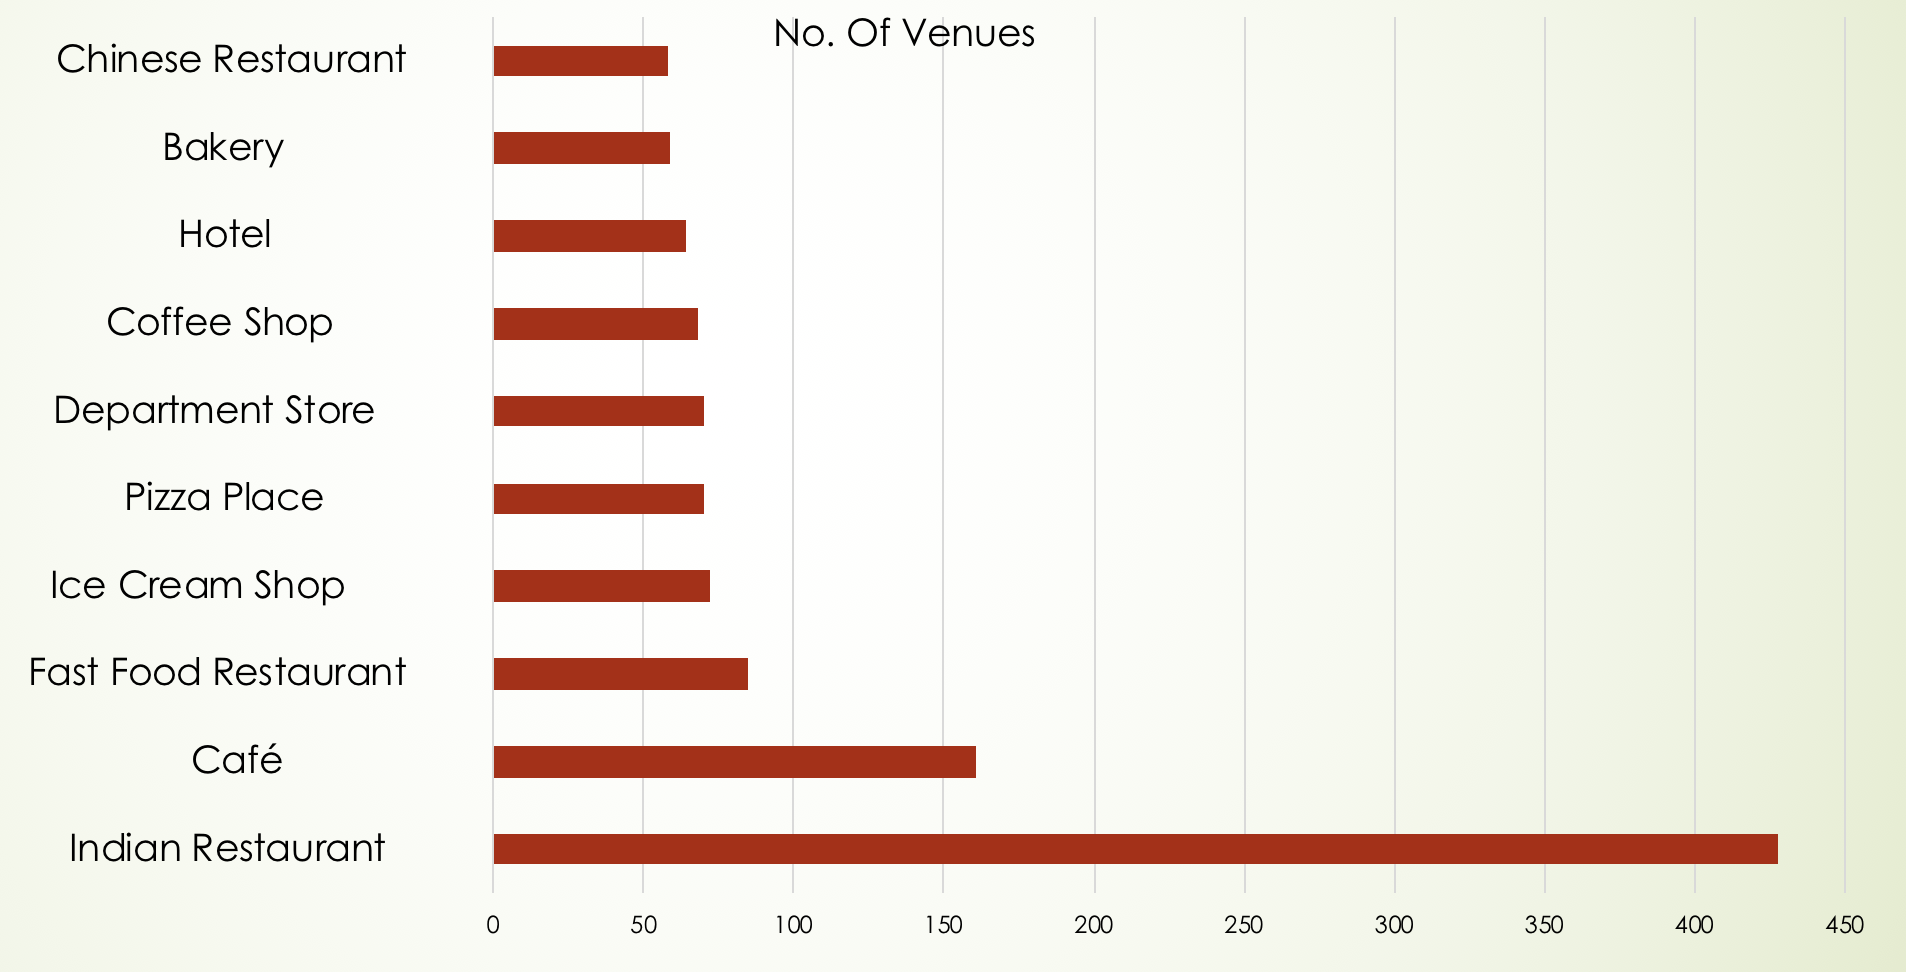 No. Of Venues
Chinese Restaurant
Bakery
Hotel
Coffee Shop
Department Store
Pizza Place
Ice Cream Shop
Fast Food Restaurant
Café
Indian Restaurant
0 50 100 150 200 250 300 350 400 450